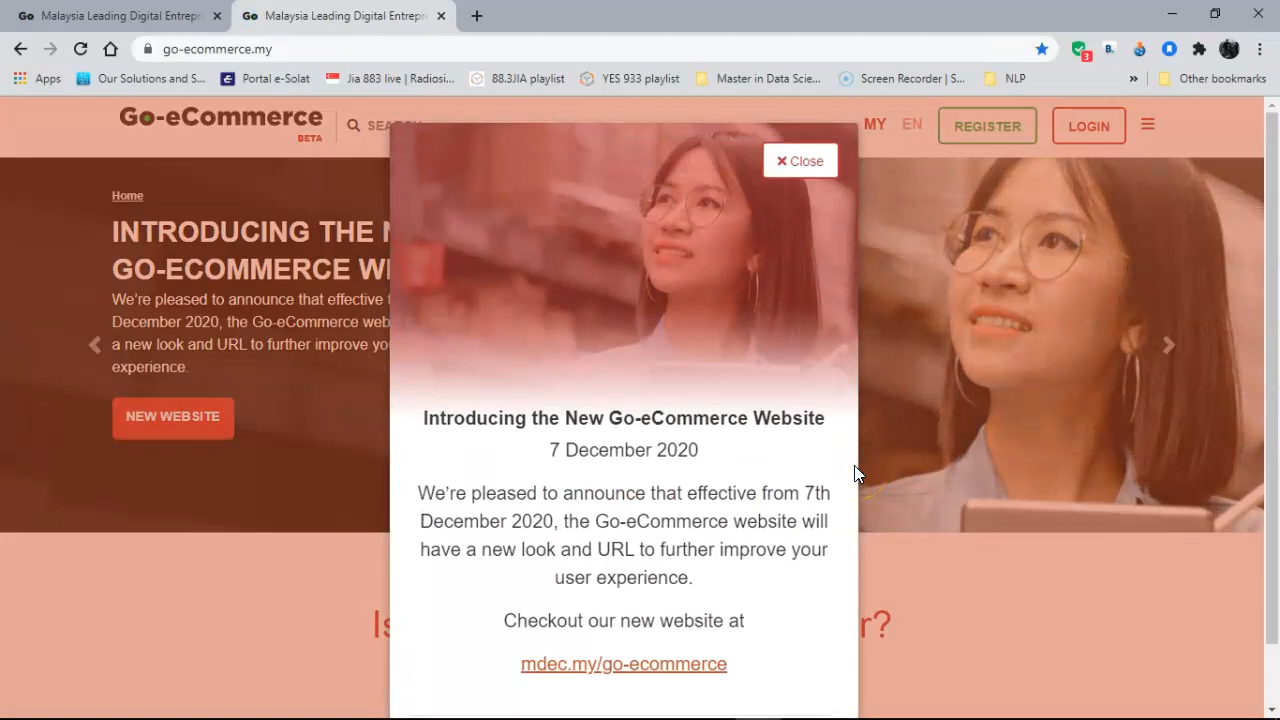 Malaysia Leading Digital Entrepre
Malaysia Leading Digital Entrepre
go-ecommerce.my
3
B.
Apps
Our Solutions and S...
Portal e-Solat
Jia 883 live | Radiosi...
88.3JIA playlist
YES 933 playlist
Master in Data Scie...
Screen Recorder | S...
NLP
»
Other bookmarks
Go-eCommerce
BETA
MY
EN
REGISTER
LOGIN
Close
Home
INTRODUCING THE
GO-ECOMMERCE
We're pleased to announce that effective
December 2020, the Go-eCommerce
a new look and URL to further improve
experience.
NEW WEBSITE
Introducing the New Go-eCommerce Website
7 December 2020
We're pleased to announce that effective from 7th
December 2020, the Go-eCommerce website will
have a new look and URL to further improve your
user experience.
Checkout our new website at
mdec.my/go-ecommerce